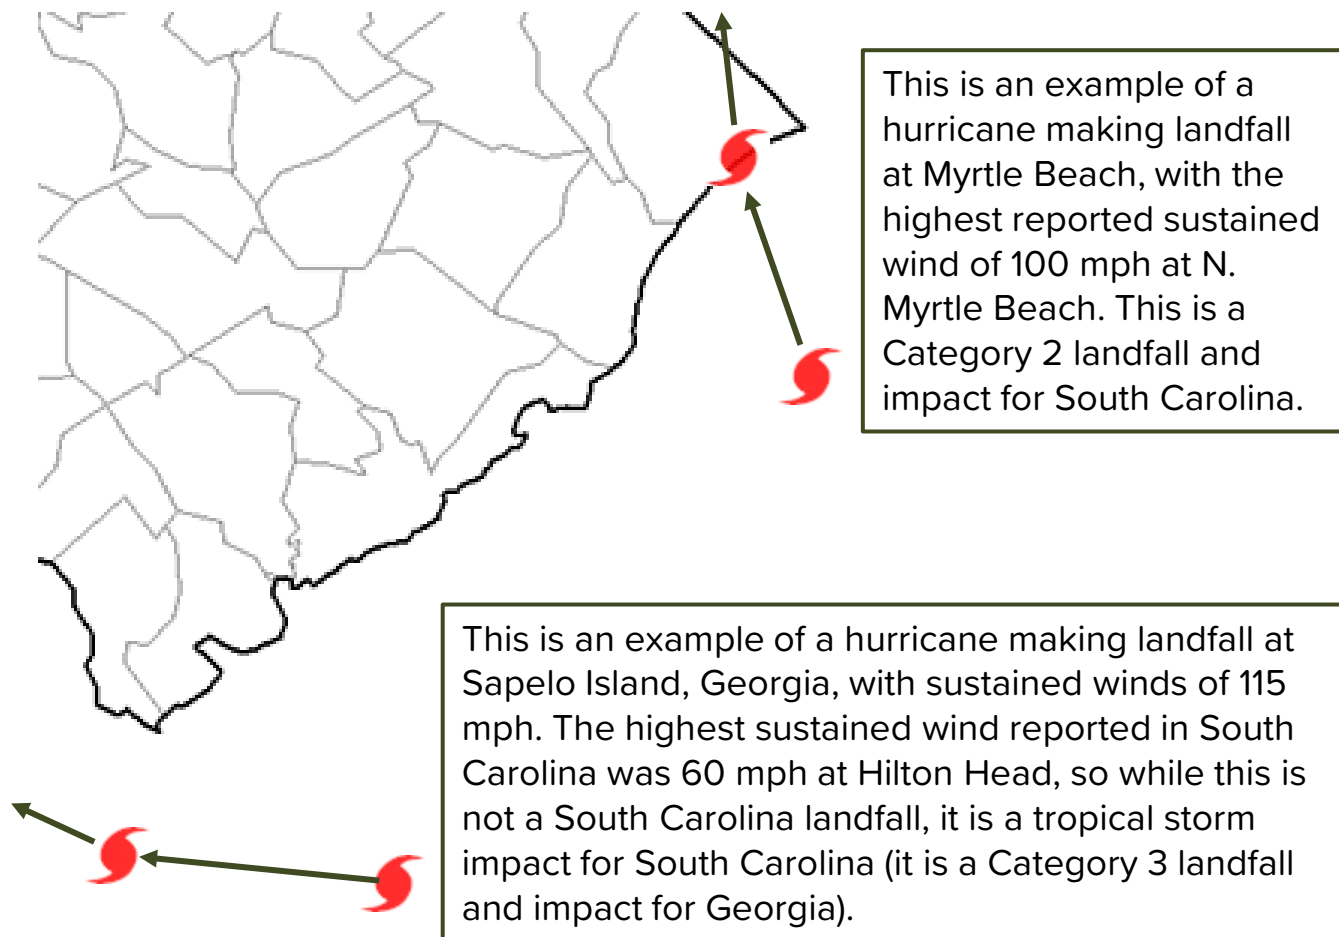 This is an example of a
hurricane making landfall
at Myrtle Beach, with the
highest reported sustained
wind of 100 mph at N.
Myrtle Beach. This is a
Category 2 landfall and
impact for South Carolina.
This is an example of a hurricane making landfall at
Sapelo Island, Georgia, with sustained winds of 115
mph. The highest sustained wind reported in South
Carolina was 60 mph at Hilton Head, so while this is
not a South Carolina landfall, it is a tropical storm
impact for South Carolina (it is a Category 3 landfall
and impact for Georgia).